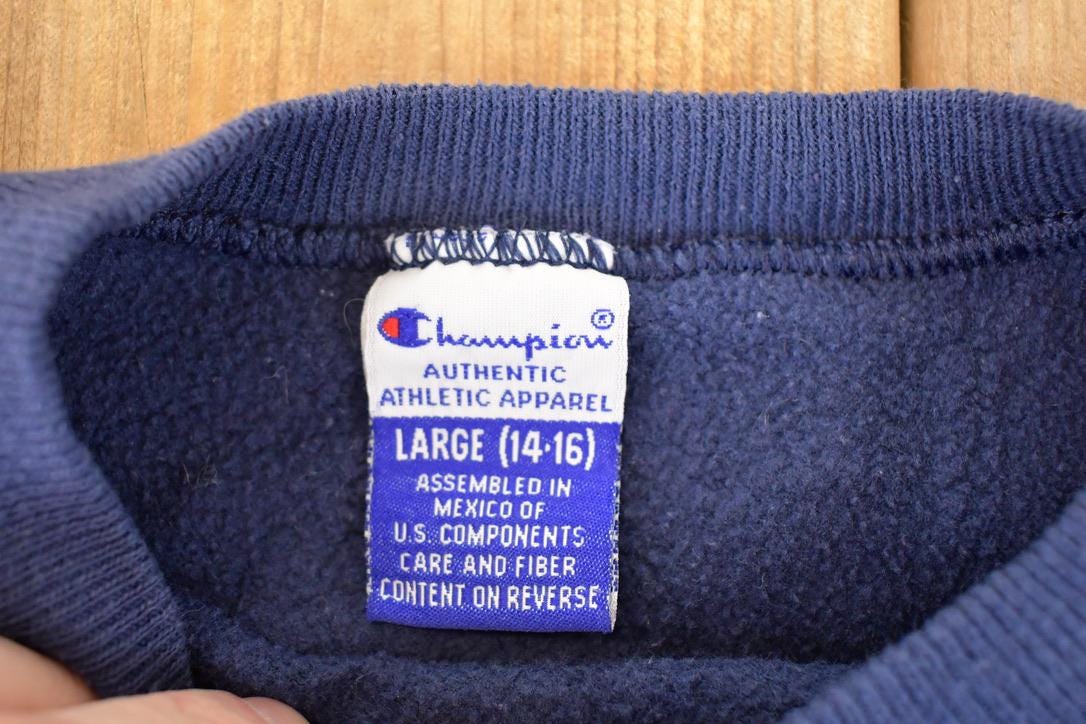 Champion®
AUTHENTIC
ATHLETIC APPAREL
LARGE (14·16)
ASSEMBLED IN
MEXICO OF
U.S. COMPONENTS
CARE AND FIBER
CONTENT ON REVERSE